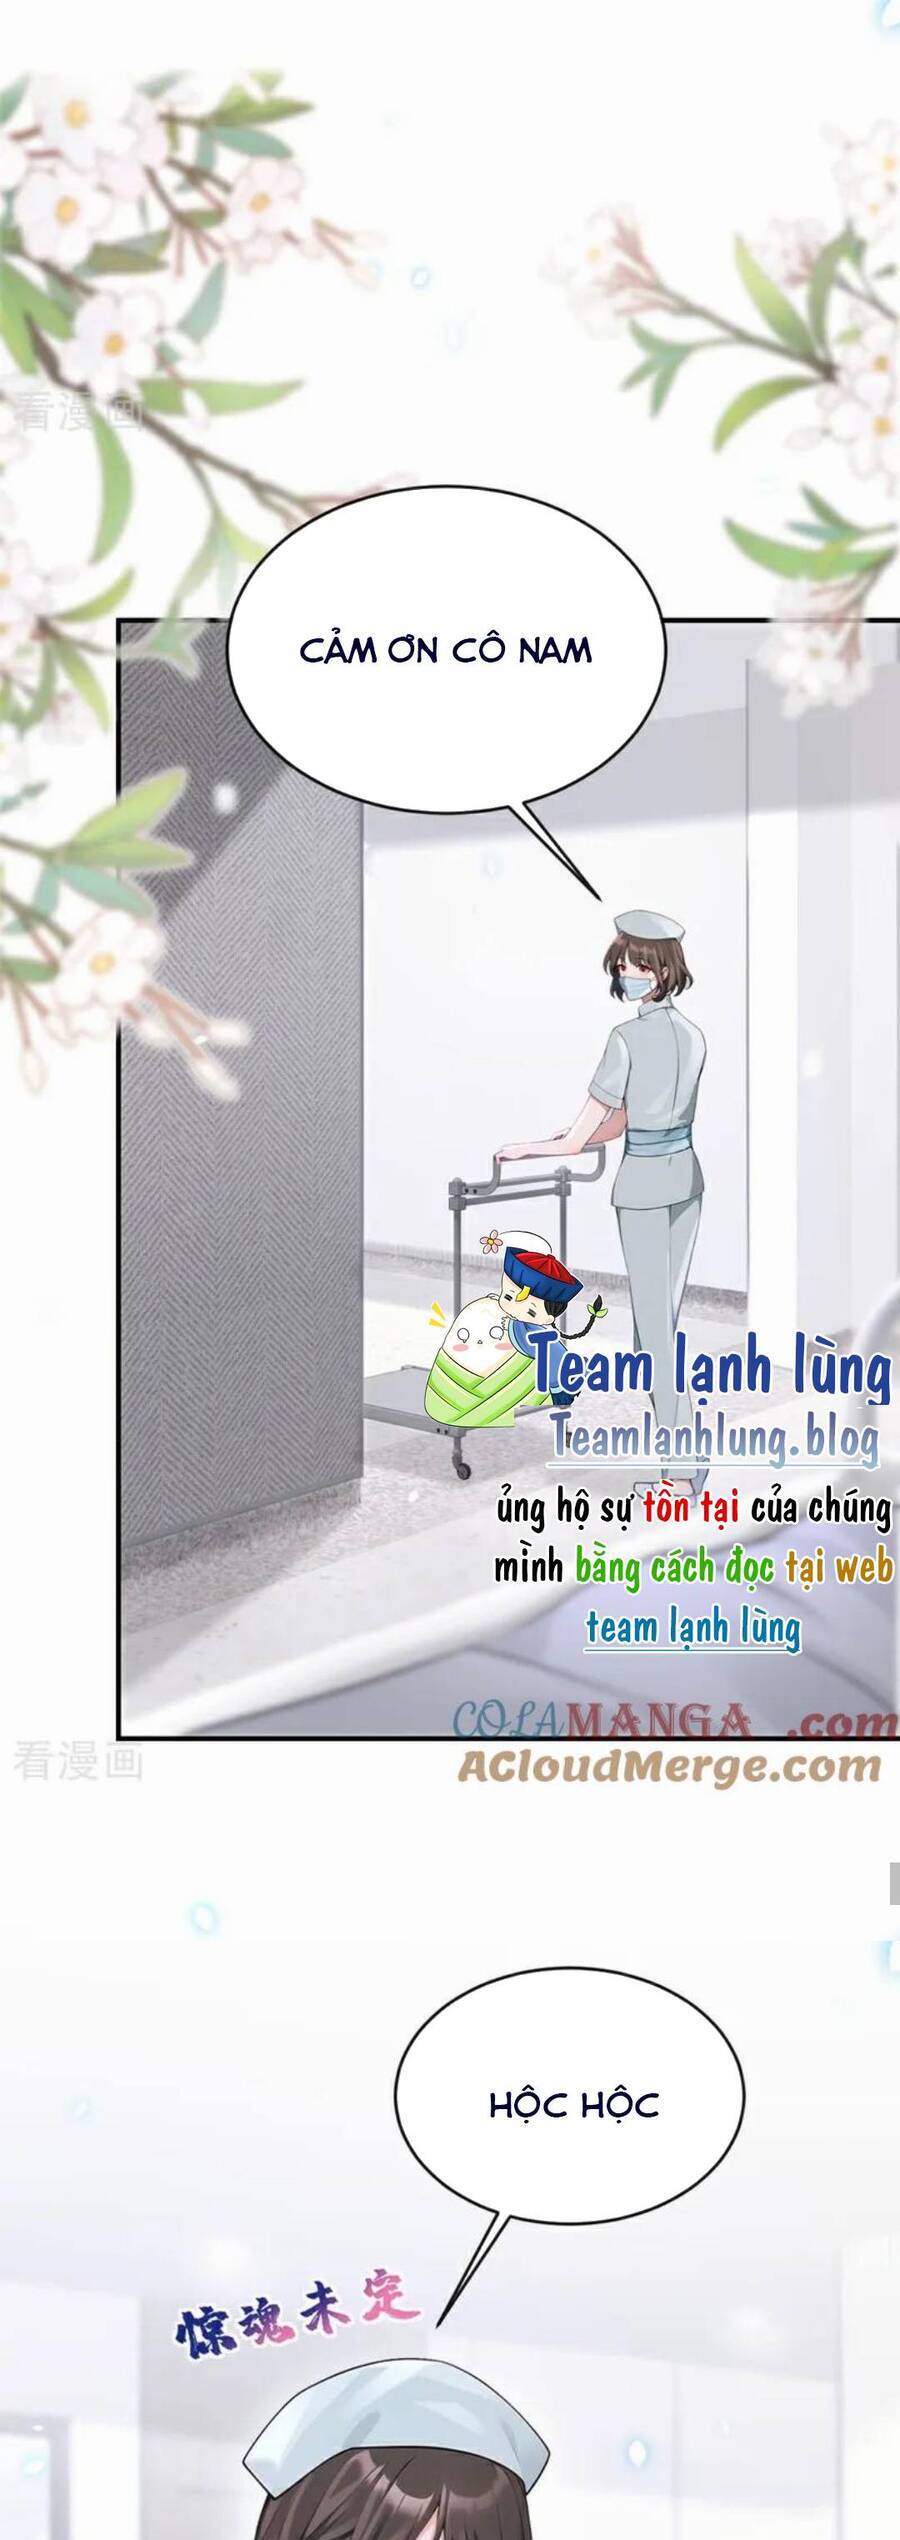 看漫画
CẢM ƠN CÔ NAM
Team lạnh lùng
Teamlanhlung.blog
ủng hộ sự tồn tại của chúng
mình bằng cách đọc tại web
team lạnh lùng
COLAMANGA.com
ACloudMerge.com
看漫画
HỘC HỘC
惊魂未定